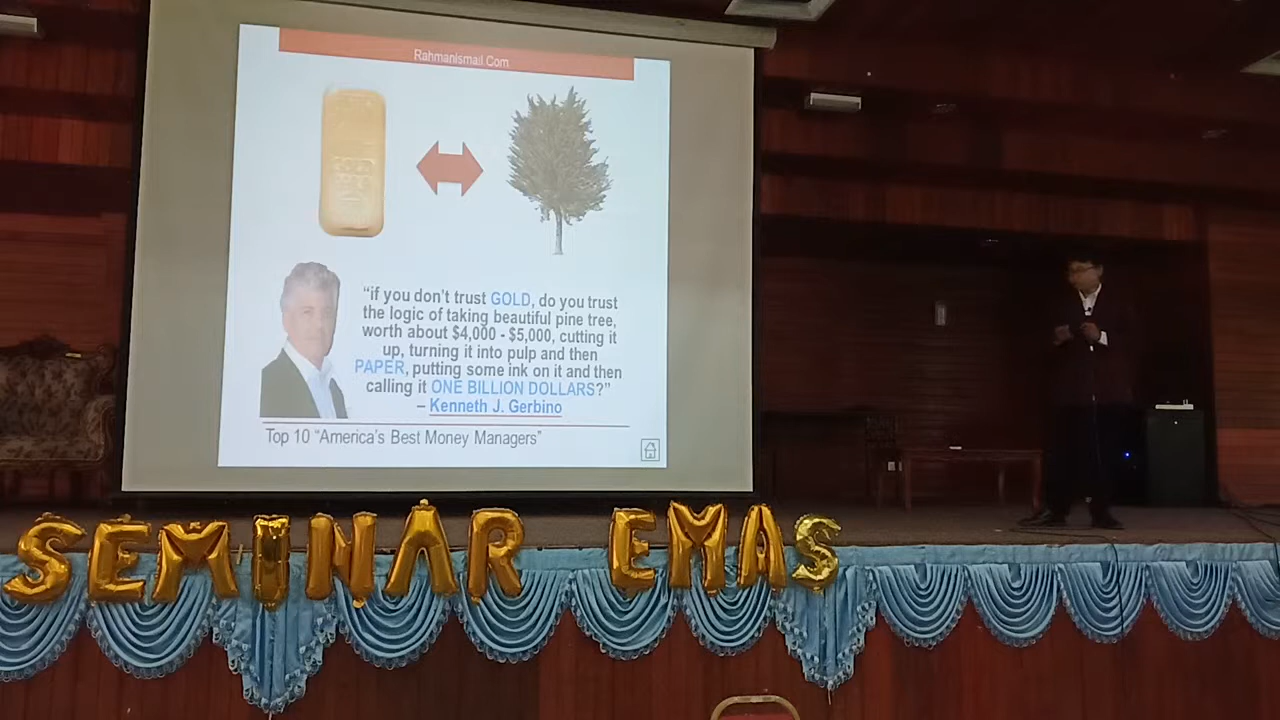 RahmanIsmail.Com
“if you don’t trust GOLD, do you trust
the logic of taking beautiful pine tree,
worth about $4,000 - $5,000, cutting it
up, turning it into pulp and then
PAPER, putting some ink on it and then
calling it ONE BILLION DOLLARS?”
– Kenneth J. Gerbino
Top 10 “America’s Best Money Managers”
SEMINAR EMAS